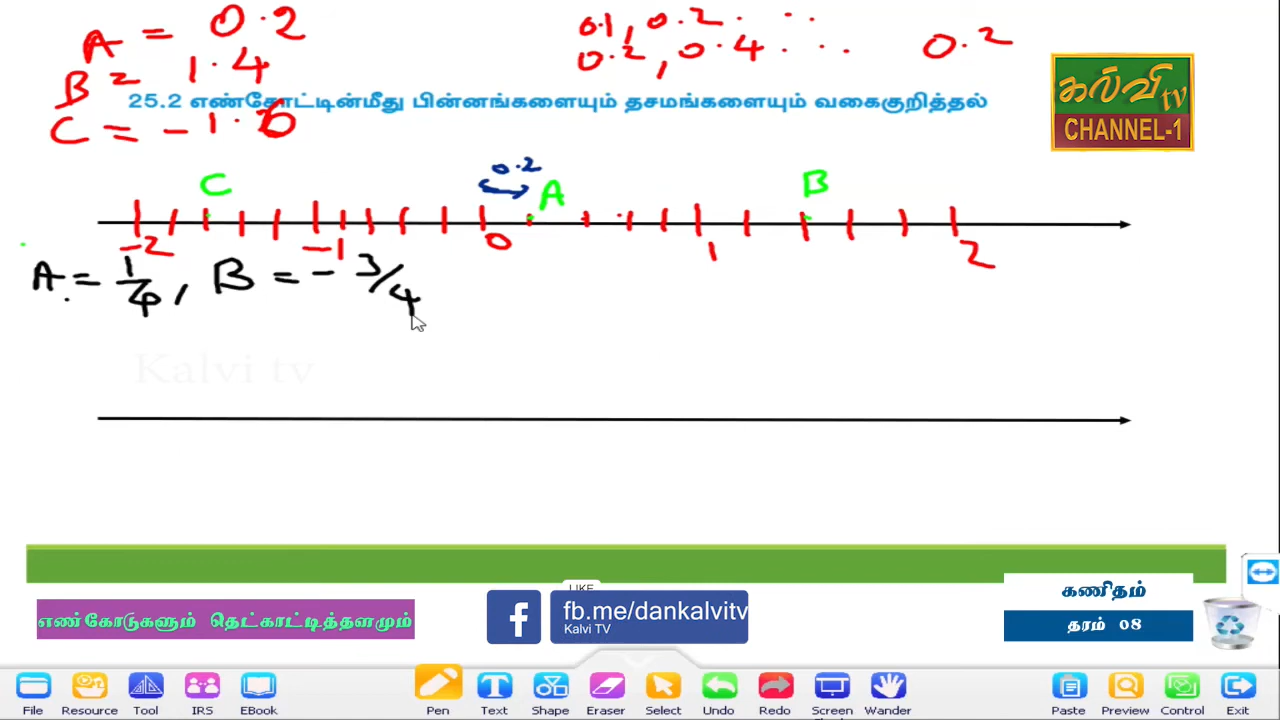 A = 0.2
0.1, 0.2. ..
B = 1.4
0.2, 0.4 ...
0.2
25.2 எண்கோட்டின்மீது பின்னங்களையும் தசமங்களையும் வகைகுறித்தல்
C = -1.6
கல்வி tv
CHANNEL-1
0.2
C A B
-2 -1 0 1 2
A = 1/4, B = - 3/4
Kalvi tv
LIKE
fb.me/dankalvitv
Kalvi TV
எண்கோடுகளும் தெட்காட்டித்தளமும்
கணிதம்
தரம் 08
File Resource Tool IRS EBook Pen Text Shape Eraser Select Undo Redo Screen Wander Paste Preview Control Exit